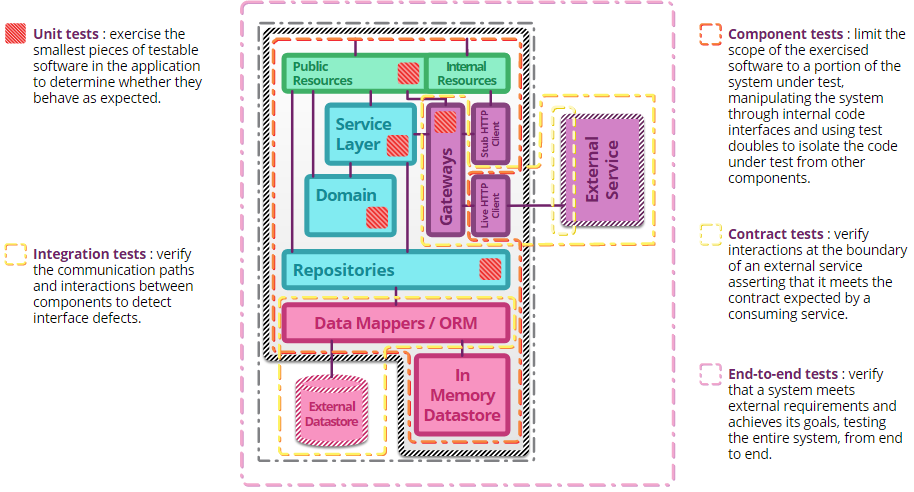 Unit tests : exercise the
smallest pieces of testable
software in the application
to determine whether they
behave as expected.
Integration tests : verify
the communication paths
and interactions between
components to detect
interface defects.
Public
Resources
Internal
Resources
Service
Layer
Domain
Gateways
Stub HTTP
Client
Live HTTP
Client
External
Service
Repositories
Data Mappers / ORM
External
Datastore
In
Memory
Datastore
Component tests : limit the
scope of the exercised
software to a portion of the
system under test,
manipulating the system
through internal code
interfaces and using test
doubles to isolate the code
under test from other
components.
Contract tests : verify
interactions at the boundary
of an external service
asserting that it meets the
contract expected by a
consuming service.
End-to-end tests : verify
that a system meets
external requirements and
achieves its goals, testing
the entire system, from end
to end.